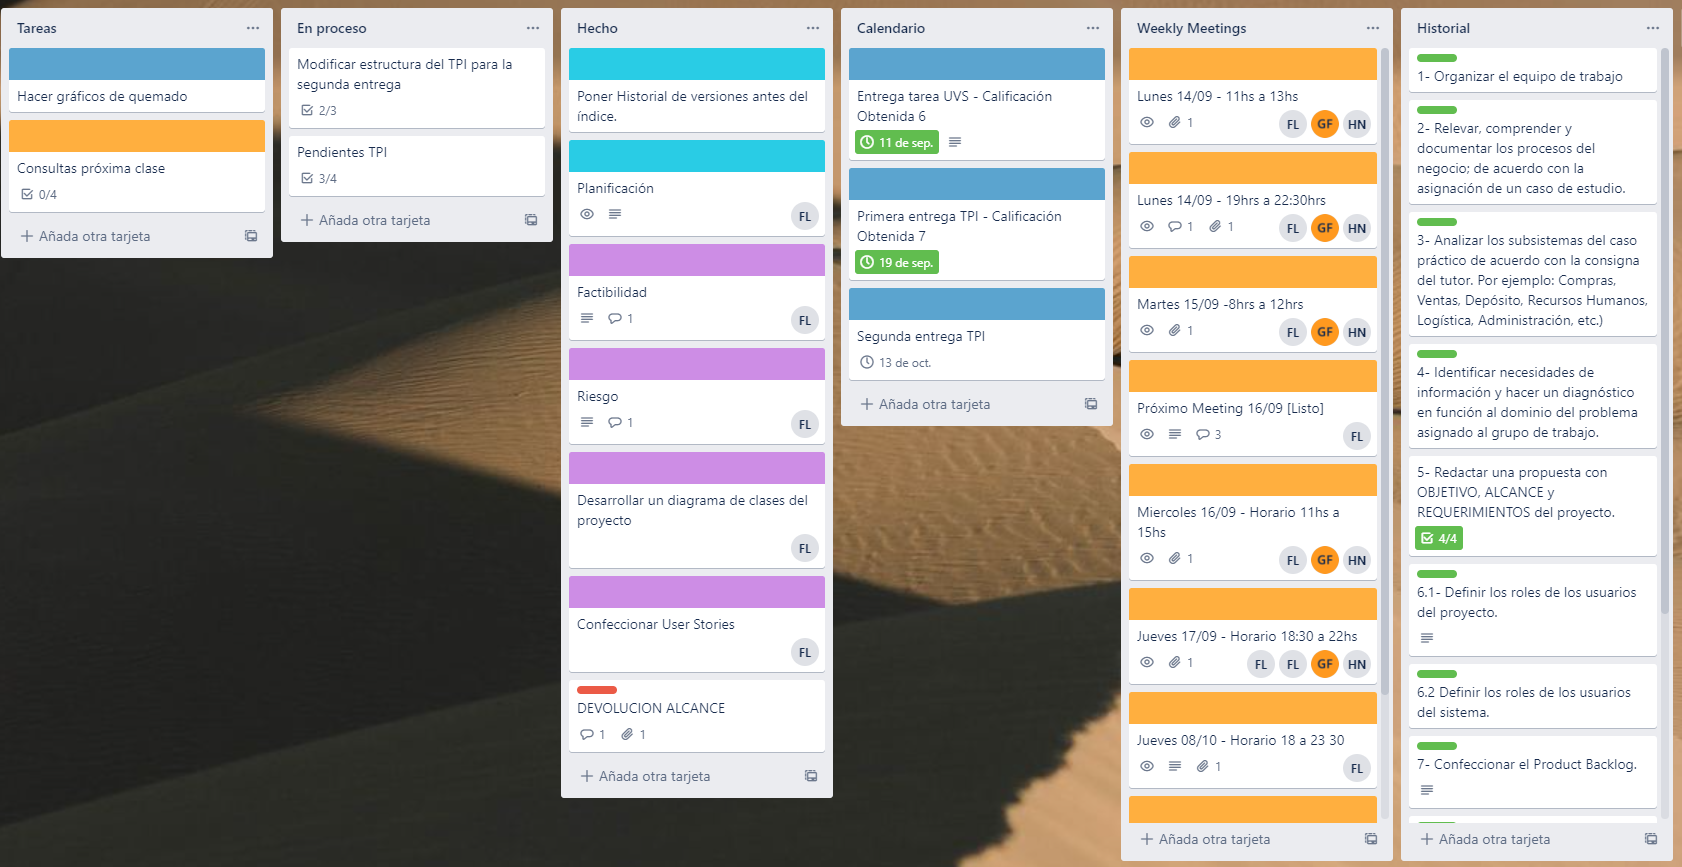 Tareas
Hacer gráficos de quemado
Consultas próxima clase
0/4
Añada otra tarjeta
En proceso
Modificar estructura del TPI para la
segunda entrega
2/3
Pendientes TPI
3/4
Añada otra tarjeta
Hecho
Poner Historial de versiones antes del
índice.
Planificación
FL
Factibilidad
1
FL
Riesgo
1
FL
Desarrollar un diagrama de clases del
proyecto
FL
Confeccionar User Stories
FL
DEVOLUCION ALCANCE
1 1
Añada otra tarjeta
Calendario
Entrega tarea UVS - Calificación
Obtenida 6
11 de sep.
Primera entrega TPI - Calificación
Obtenida 7
19 de sep.
Segunda entrega TPI
13 de oct.
Añada otra tarjeta
Weekly Meetings
Lunes 14/09 - 11hs a 13hs
1 FL GF HN
Lunes 14/09 - 19hrs a 22:30hrs
1 1 FL GF HN
Martes 15/09 -8hrs a 12hrs
1 FL GF HN
Próximo Meeting 16/09 [Listo]
3 FL
Miercoles 16/09 - Horario 11hs a
15hs
1 FL GF HN
Jueves 17/09 - Horario 18:30 a 22hs
1 FL FL GF HN
Jueves 08/10 - Horario 18 a 23 30
1 FL
Añada otra tarjeta
Historial
1- Organizar el equipo de trabajo
2- Relevar, comprender y
documentar los procesos del
negocio; de acuerdo con la
asignación de un caso de estudio.
3- Analizar los subsistemas del caso
práctico de acuerdo con la consigna
del tutor. Por ejemplo: Compras,
Ventas, Depósito, Recursos Humanos,
Logística, Administración, etc.)
4- Identificar necesidades de
información y hacer un diagnóstico
en función al dominio del problema
asignado al grupo de trabajo.
5- Redactar una propuesta con
OBJETIVO, ALCANCE y
REQUERIMIENTOS del proyecto.
4/4
6.1- Definir los roles de los usuarios
del proyecto.
6.2 Definir los roles de los usuarios
del sistema.
7- Confeccionar el Product Backlog.
Añada otra tarjeta